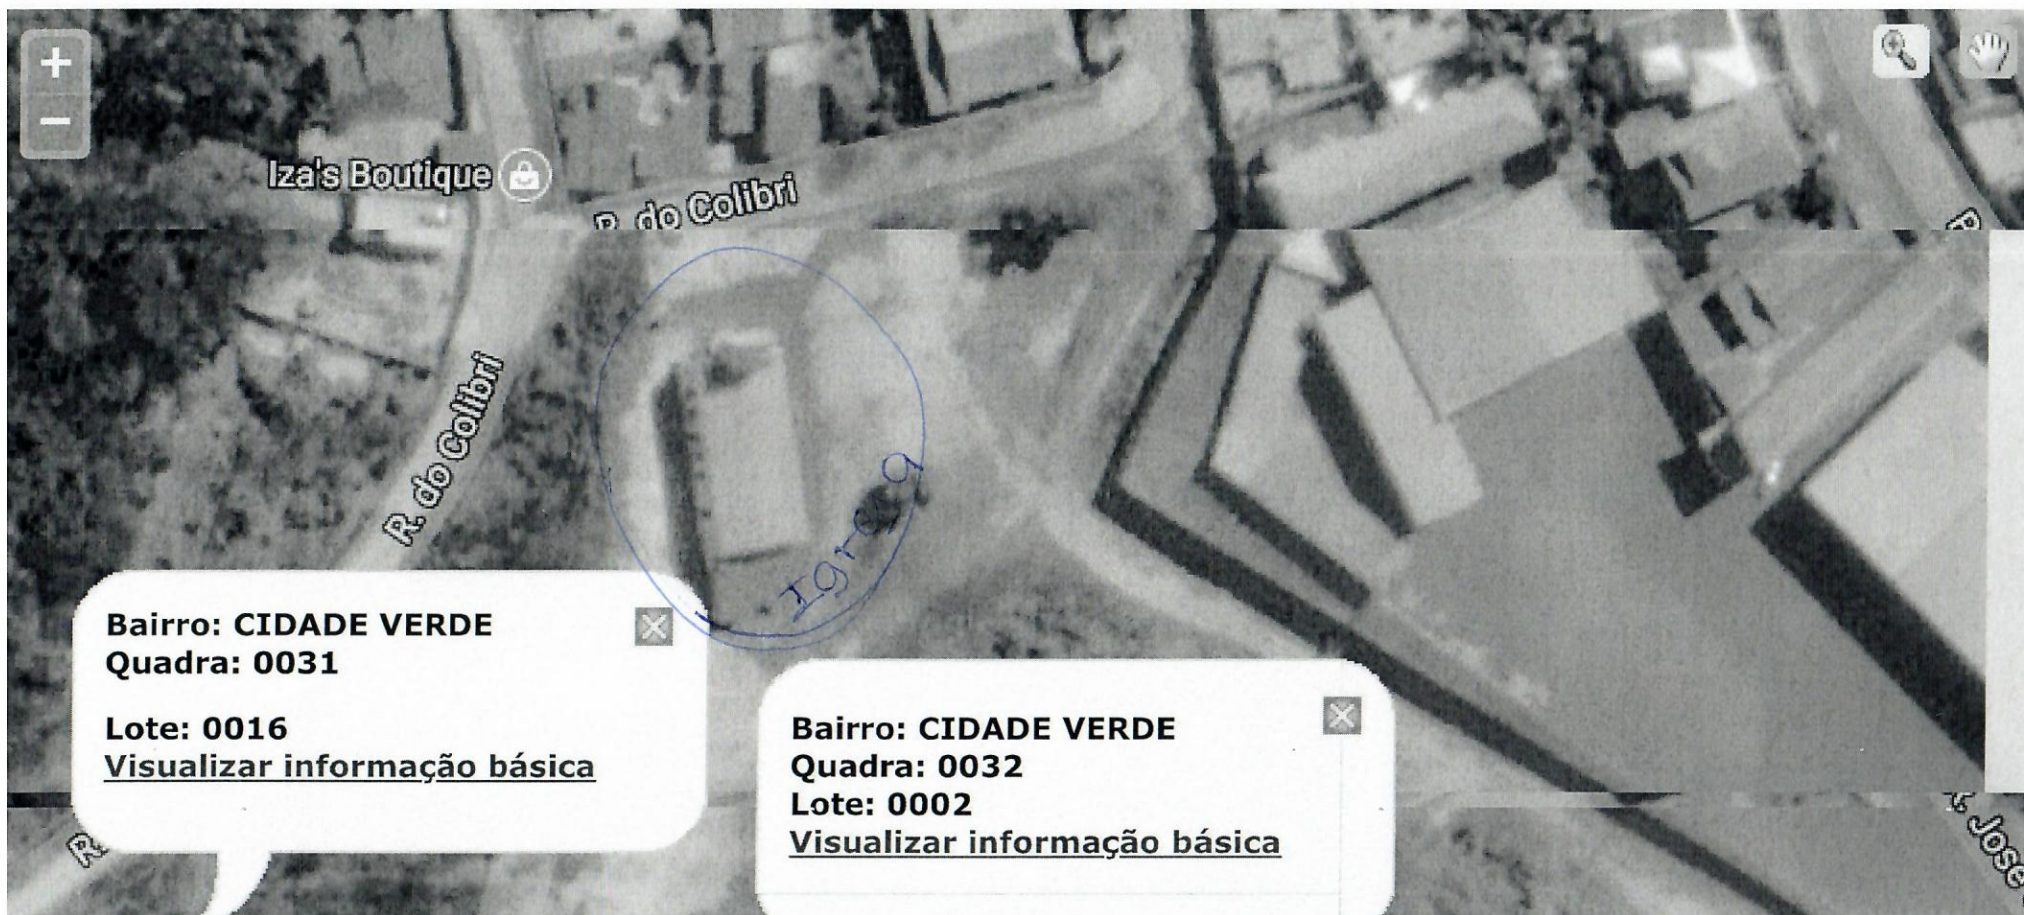 +
−
Iza's Boutique
R. do Colibri
R. do Colibri
Igreja
Bairro: CIDADE VERDE
Quadra: 0031
Lote: 0016
Visualizar informação básica
Bairro: CIDADE VERDE
Quadra: 0032
Lote: 0002
Visualizar informação básica
R.
Jose